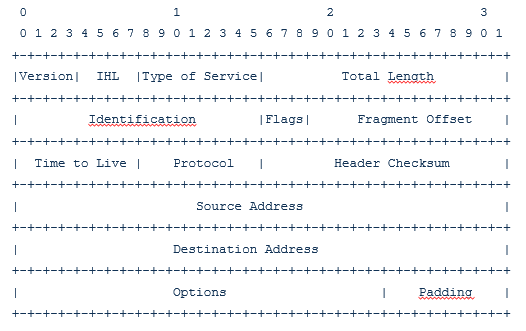 0                   1                   2                   3
0 1 2 3 4 5 6 7 8 9 0 1 2 3 4 5 6 7 8 9 0 1 2 3 4 5 6 7 8 9 0 1
+-+-+-+-+-+-+-+-+-+-+-+-+-+-+-+-+-+-+-+-+-+-+-+-+-+-+-+-+-+-+-+-+
|Version|  IHL  |Type of Service|          Total Length         |
+-+-+-+-+-+-+-+-+-+-+-+-+-+-+-+-+-+-+-+-+-+-+-+-+-+-+-+-+-+-+-+-+
|         Identification        |Flags|      Fragment Offset    |
+-+-+-+-+-+-+-+-+-+-+-+-+-+-+-+-+-+-+-+-+-+-+-+-+-+-+-+-+-+-+-+-+
|  Time to Live |    Protocol   |         Header Checksum       |
+-+-+-+-+-+-+-+-+-+-+-+-+-+-+-+-+-+-+-+-+-+-+-+-+-+-+-+-+-+-+-+-+
|                       Source Address                          |
+-+-+-+-+-+-+-+-+-+-+-+-+-+-+-+-+-+-+-+-+-+-+-+-+-+-+-+-+-+-+-+-+
|                    Destination Address                        |
+-+-+-+-+-+-+-+-+-+-+-+-+-+-+-+-+-+-+-+-+-+-+-+-+-+-+-+-+-+-+-+-+
|                    Options                    |    Padding    |
+-+-+-+-+-+-+-+-+-+-+-+-+-+-+-+-+-+-+-+-+-+-+-+-+-+-+-+-+-+-+-+-+